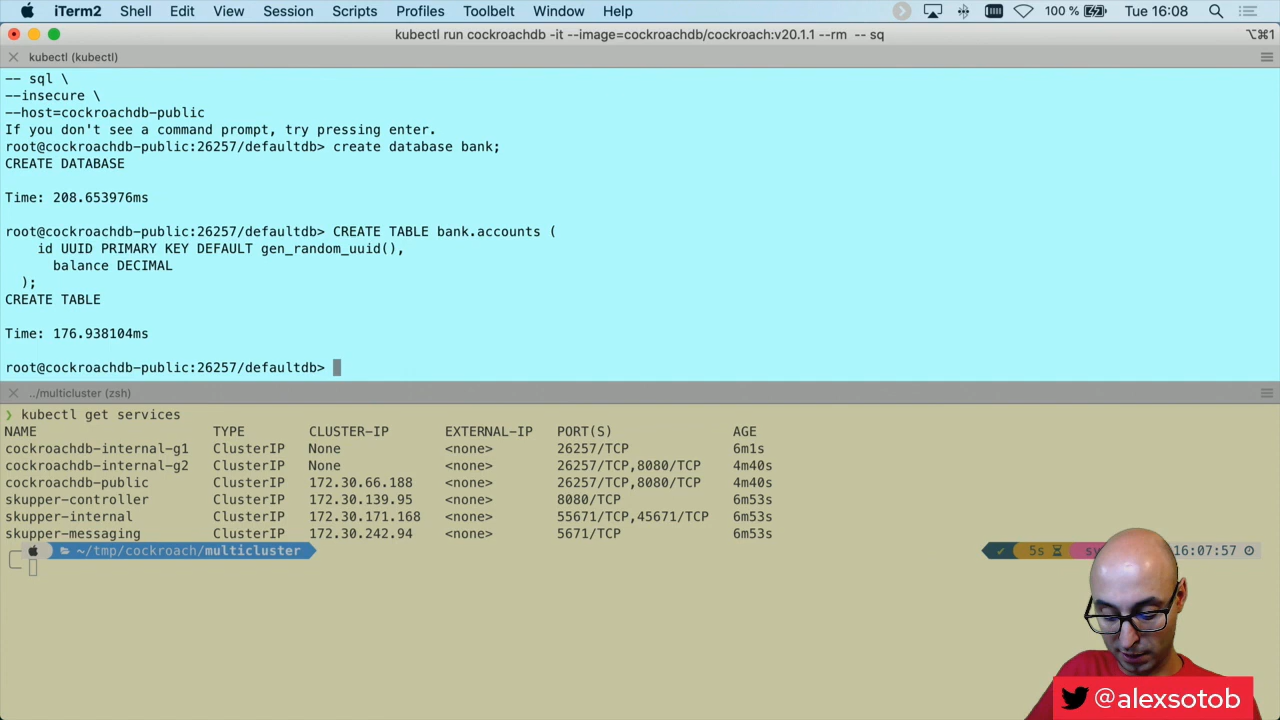 iTerm2 Shell Edit View Session Scripts Profiles Toolbelt Window Help 100 % Tue 16:08
kubectl run cockroachdb -it --image=cockroachdb/cockroach:v20.1.1 --rm -- sq ⌥⌘1
kubectl (kubectl)
-- sql \
--insecure \
--host=cockroachdb-public
If you don't see a command prompt, try pressing enter.
root@cockroachdb-public:26257/defaultdb> create database bank;
CREATE DATABASE
Time: 208.653976ms
root@cockroachdb-public:26257/defaultdb> CREATE TABLE bank.accounts (
id UUID PRIMARY KEY DEFAULT gen_random_uuid(),
balance DECIMAL
);
CREATE TABLE
Time: 176.938104ms
root@cockroachdb-public:26257/defaultdb>
../multicluster (zsh)
❯ kubectl get services
NAME TYPE CLUSTER-IP EXTERNAL-IP PORT(S) AGE
cockroachdb-internal-g1 ClusterIP None <none> 26257/TCP 6m1s
cockroachdb-internal-g2 ClusterIP None <none> 26257/TCP,8080/TCP 4m40s
cockroachdb-public ClusterIP 172.30.66.188 <none> 26257/TCP,8080/TCP 4m40s
skupper-controller ClusterIP 172.30.139.95 <none> 8080/TCP 6m53s
skupper-internal ClusterIP 172.30.171.168 <none> 55671/TCP,45671/TCP 6m53s
skupper-messaging ClusterIP 172.30.242.94 <none> 5671/TCP 6m53s
~/tmp/cockroach/multicluster ✓ 5s 16:07:57
@alexsotob